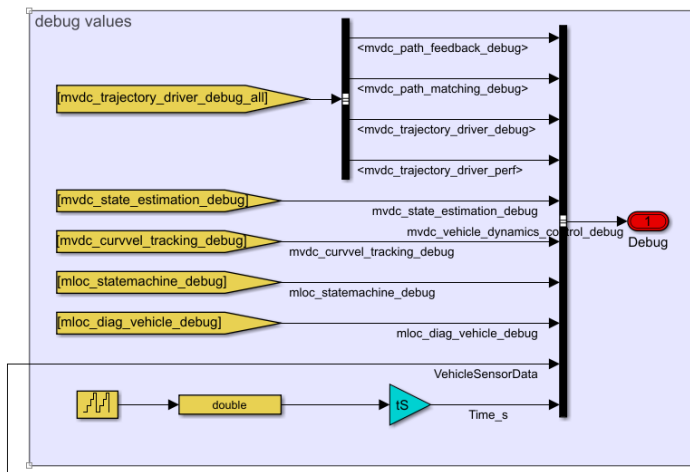 debug values
<mvdc_path_feedback_debug>
[mvdc_trajectory_driver_debug_all]
<mvdc_path_matching_debug>
<mvdc_trajectory_driver_debug>
<mvdc_trajectory_driver_perf>
[mvdc_state_estimation_debug]
mvdc_state_estimation_debug
1
mvdc_vehicle_dynamics_control_debug
Debug
[mvdc_curvvel_tracking_debug]
mvdc_curvvel_tracking_debug
[mloc_statemachine_debug]
mloc_statemachine_debug
[mloc_diag_vehicle_debug]
mloc_diag_vehicle_debug
VehicleSensorData
double
tS
Time_s